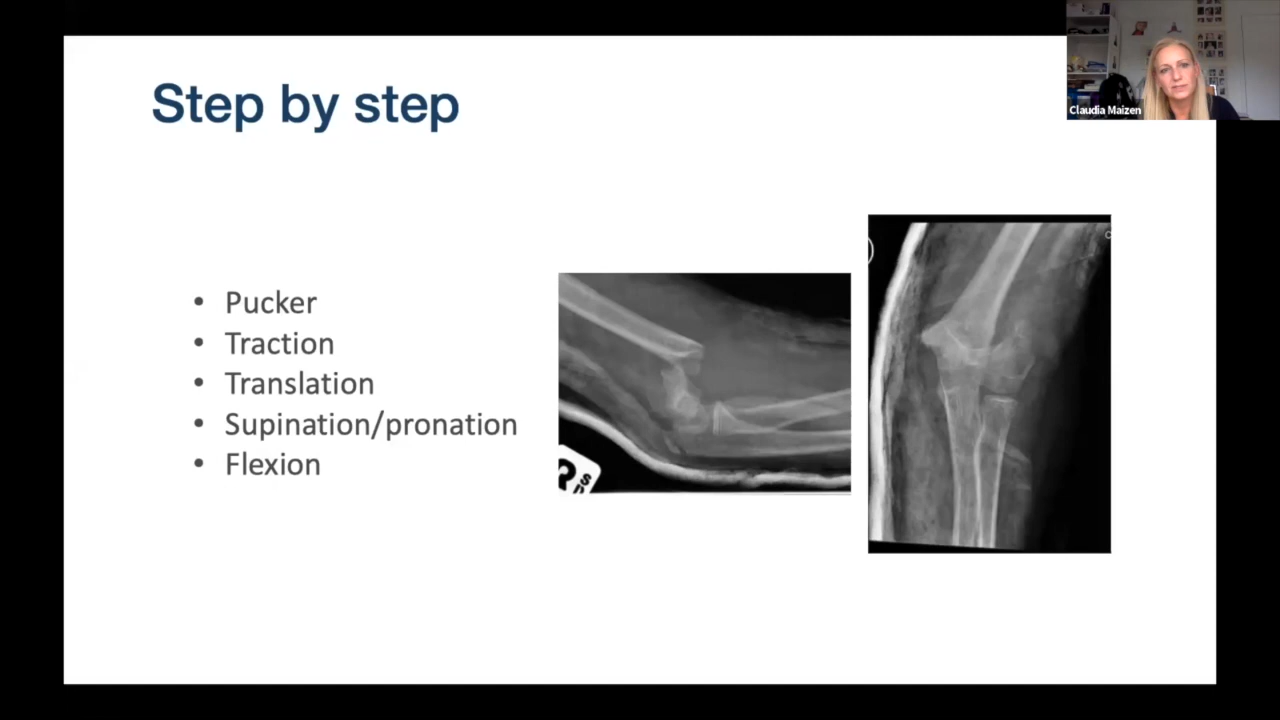 Step by step
Claudia Maizen
• Pucker
• Traction
• Translation
• Supination/pronation
• Flexion